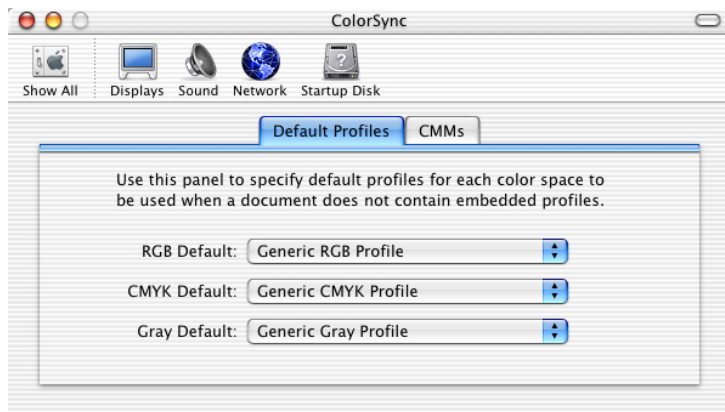 ColorSync
Show All Displays Sound Network Startup Disk
Default Profiles CMMs
Use this panel to specify default profiles for each color space to
be used when a document does not contain embedded profiles.
RGB Default: Generic RGB Profile
CMYK Default: Generic CMYK Profile
Gray Default: Generic Gray Profile